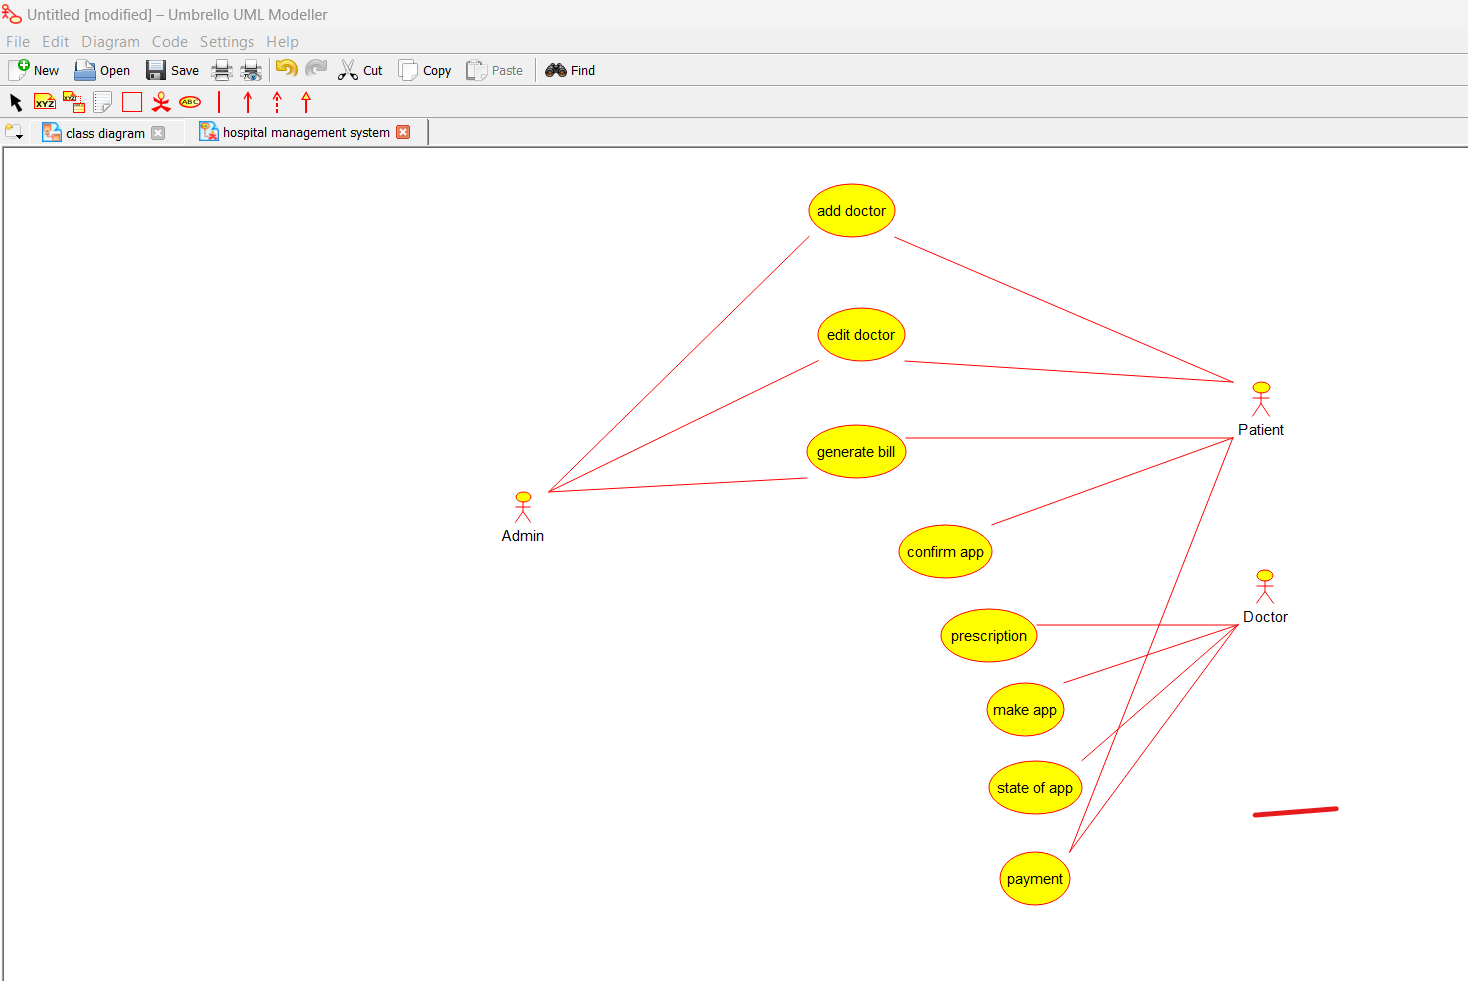 Untitled [modified] – Umbrello UML Modeller
File Edit Diagram Code Settings Help
New Open Save Cut Copy Paste Find
XYZ XYZ ABC
class diagram hospital management system
add doctor
edit doctor
Patient
generate bill
Admin
confirm app
Doctor
prescription
make app
state of app
payment